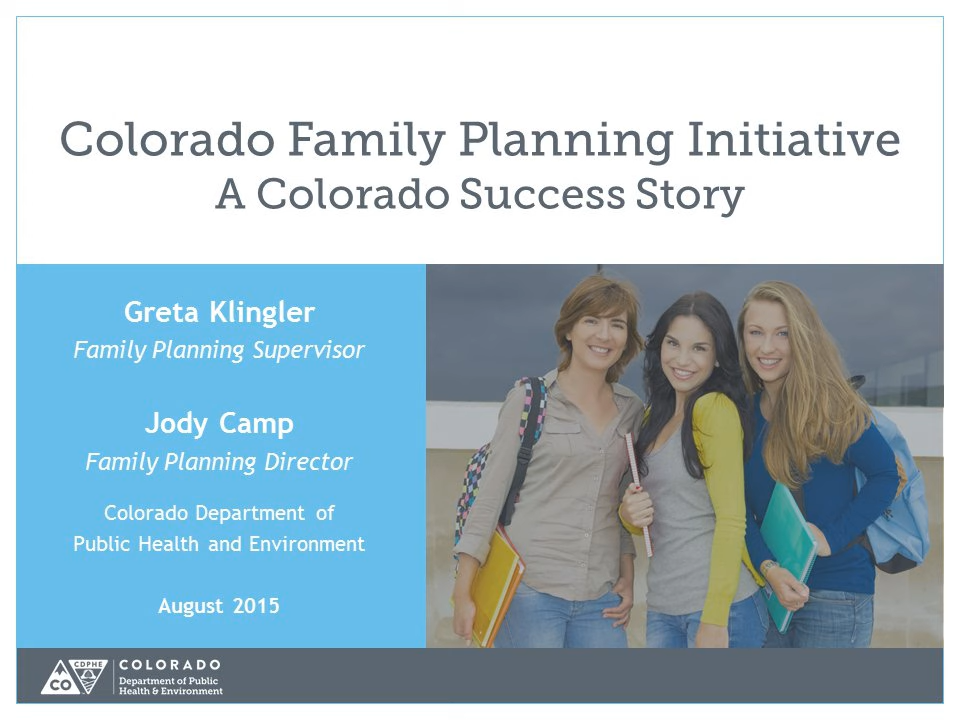 Colorado Family Planning Initiative
A Colorado Success Story
Greta Klingler
Family Planning Supervisor
Jody Camp
Family Planning Director
Colorado Department of
Public Health and Environment
August 2015
CO
CDPHE
COLORADO
Department of Public
Health & Environment